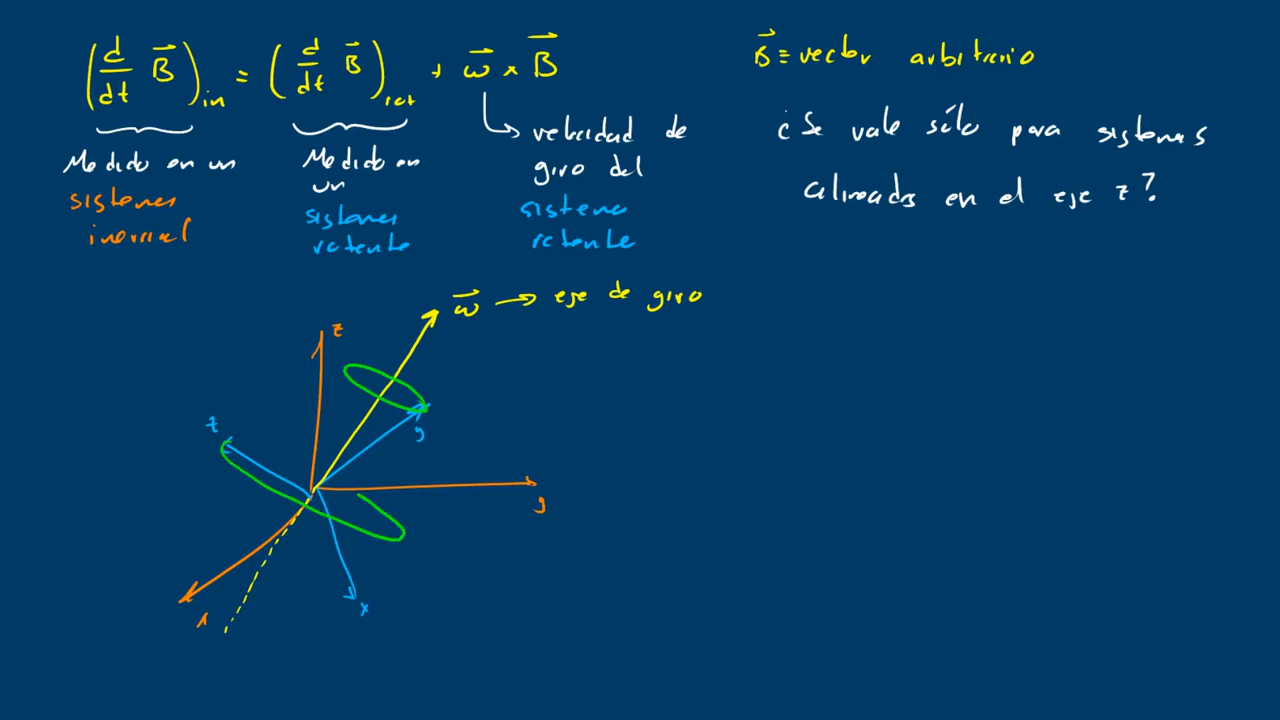 (d/dt B⃗)in = (d/dt B⃗)rot + ω⃗ × B⃗
B⃗ ≡ vector arbitrario
Medido en un
sistema
inercial
Medido en
un
sistema
rotante
velocidad de
giro del
sistema
rotante
¿Se vale sólo para sistemas
alineados en el eje z?
ω⃗ → eje de giro
z
z
y
y
x
x